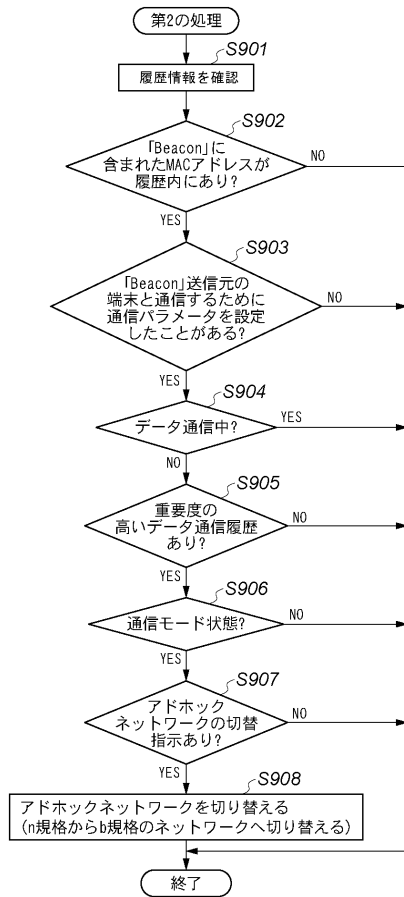 第2の処理
S901
履歴情報を確認
S902
「Beacon」に
含まれたMACアドレスが
履歴内にあり?
NO
YES
S903
「Beacon」送信元の
端末と通信するために
通信パラメータを設定
したことがある?
NO
YES
S904
データ通信中?
YES
NO
S905
重要度の
高いデータ通信履歴
あり?
NO
YES
S906
通信モード状態?
NO
YES
S907
アドホック
ネットワークの切替
指示あり?
NO
YES
S908
アドホックネットワークを切り替える
(n規格からb規格のネットワークへ切り替える)
終了